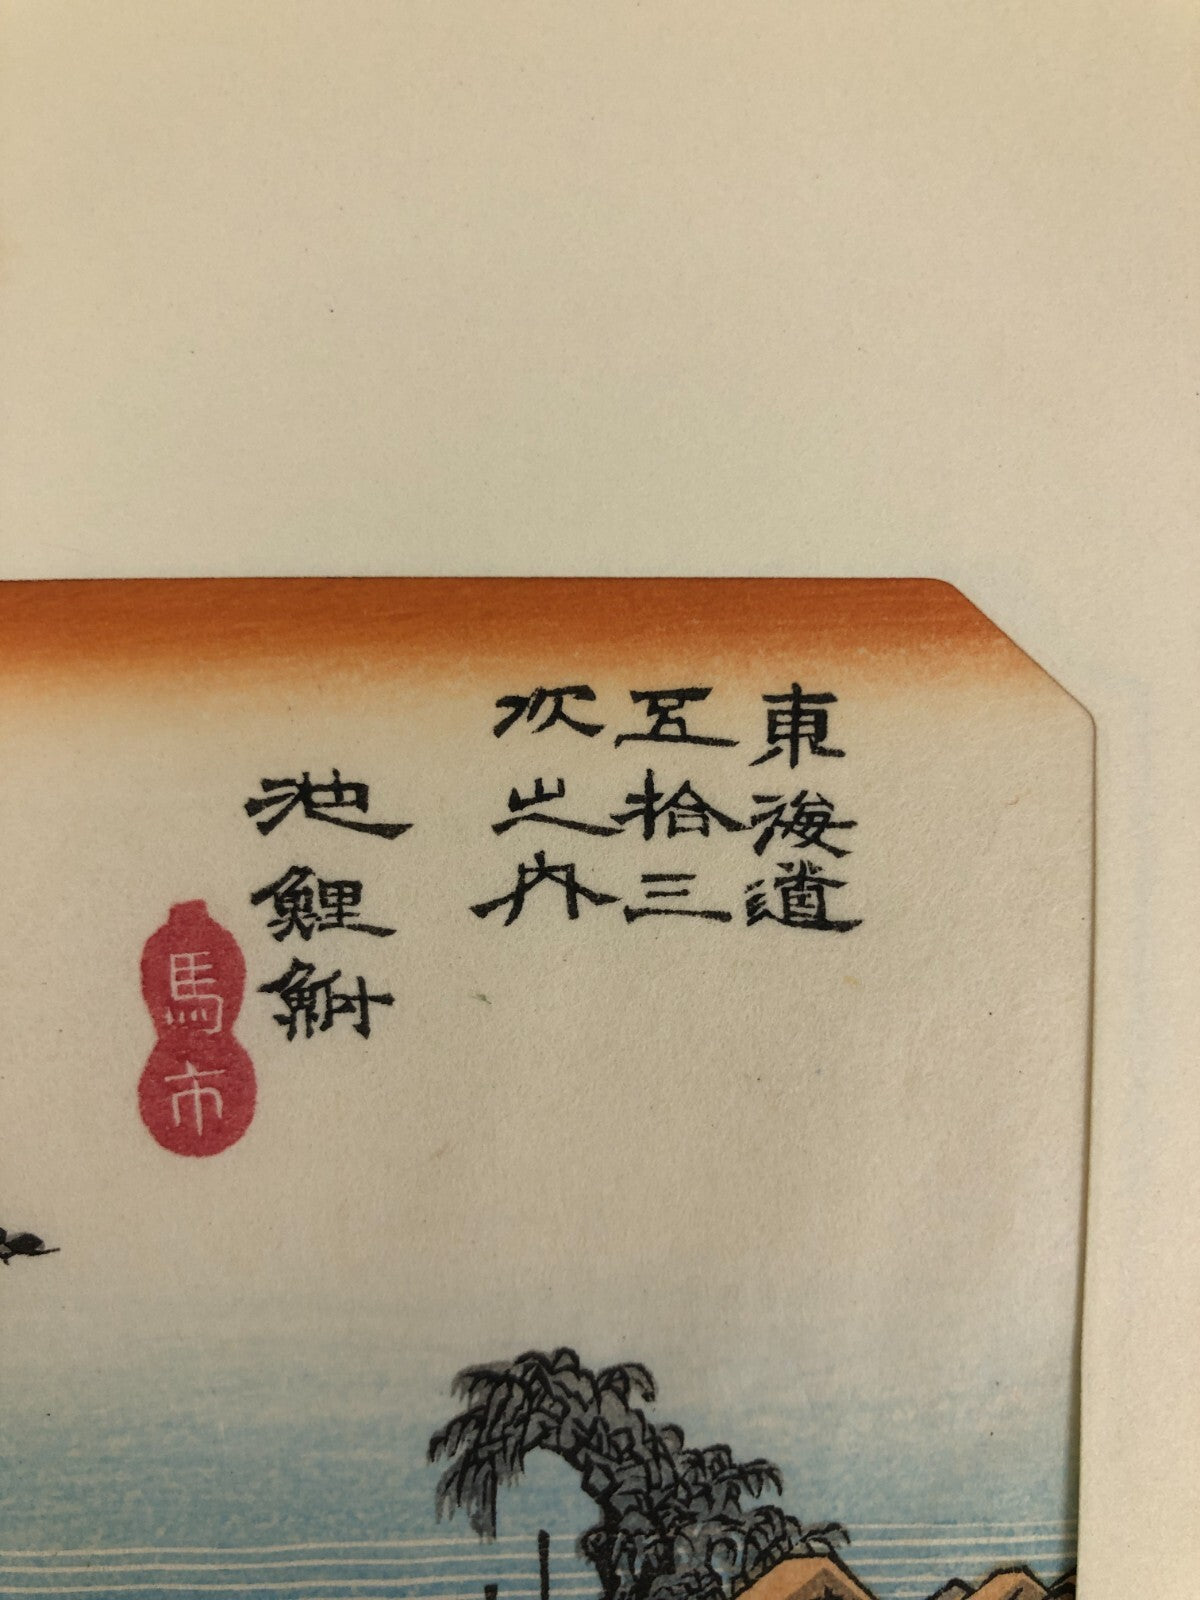 東海道
五拾三
次之内
池鯉鮒
馬市